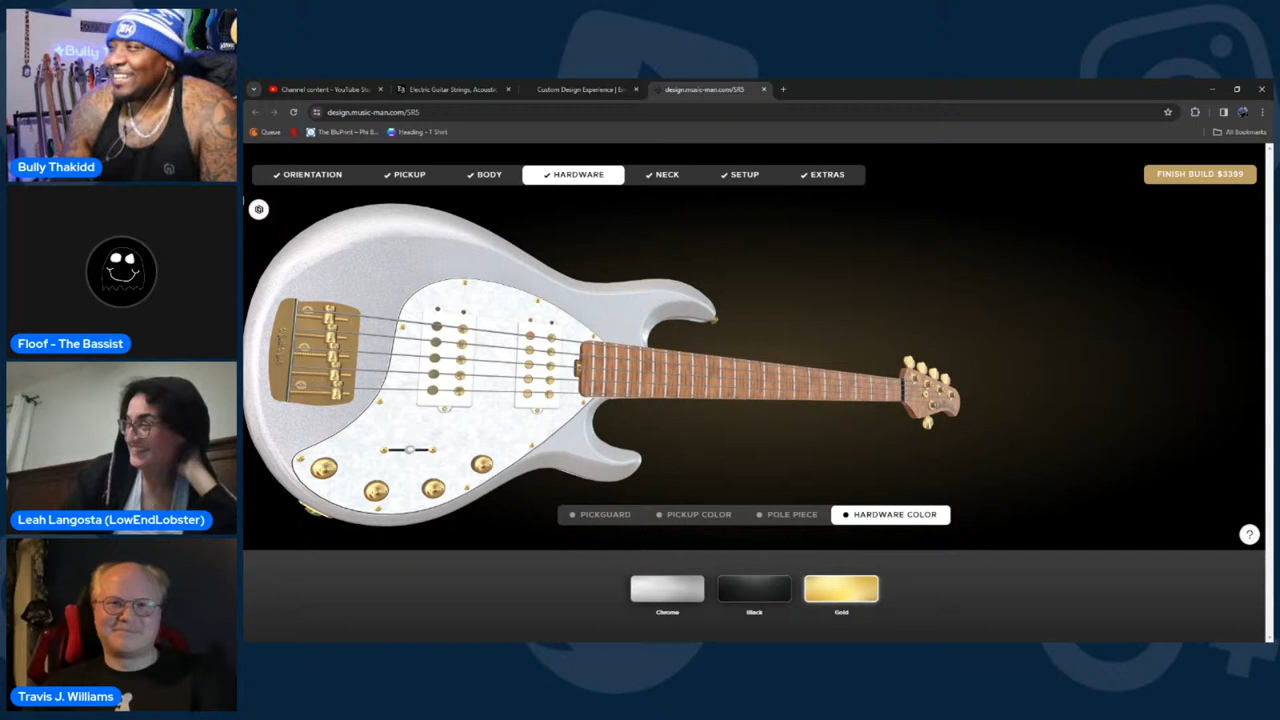 Bully Thakidd
Floof - The Bassist
Leah Langosta (LowEndLobster)
Travis J. Williams
Channel content - YouTube Stu
Electric Guitar Strings, Acoustic
Custom Design Experience | Er
design.music-man.com/SR5
design.music-man.com/SR5
Queue
The BluPrint – Phi B...
Heading - T Shirt
All Bookmarks
ORIENTATION
PICKUP
BODY
HARDWARE
NECK
SETUP
EXTRAS
FINISH BUILD $3399
PICKGUARD
PICKUP COLOR
POLE PIECE
HARDWARE COLOR
?
Chrome
Black
Gold